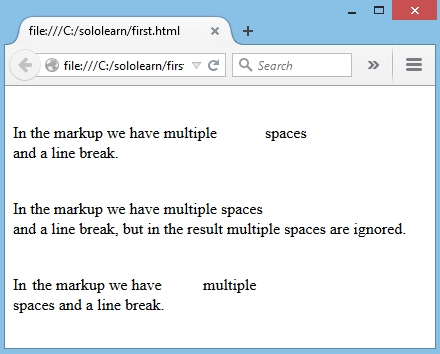 file:///C:/sololearn/first.html
file:///C:/sololearn/first
Search
In the markup we have multiple            spaces
and a line break.
In the markup we have multiple spaces
and a line break, but in the result multiple spaces are ignored.
In  the markup we have          multiple
spaces and a line break.